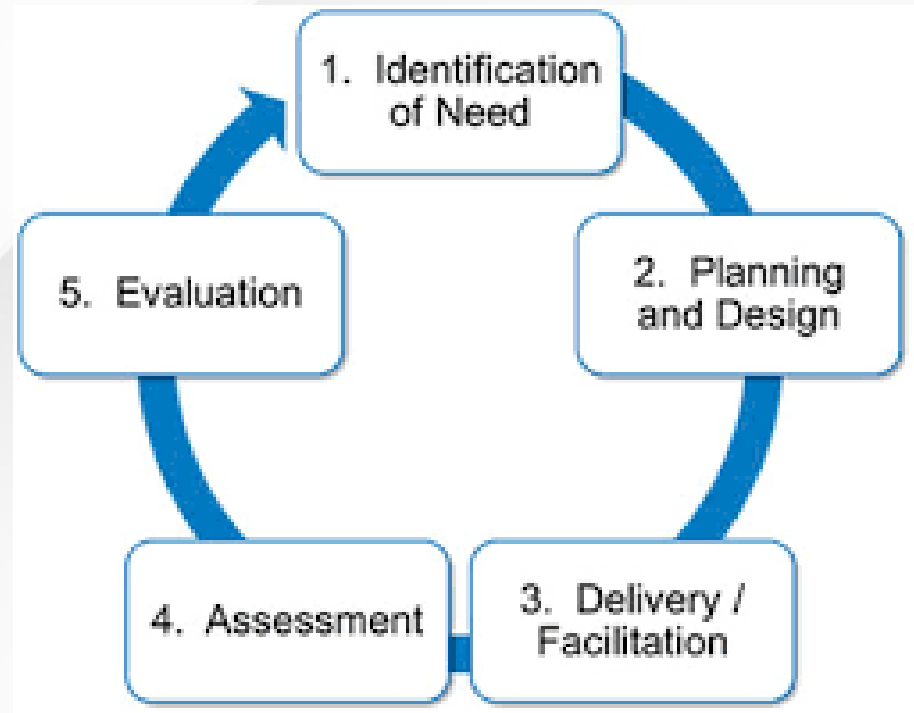 1. Identification
of Need
2. Planning
and Design
3. Delivery /
Facilitation
4. Assessment
5. Evaluation